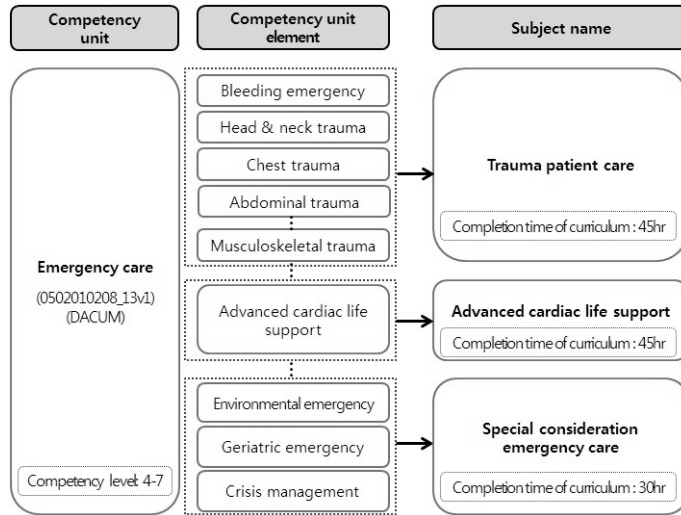 Competency
unit
Competency unit
element
Subject name
Emergency care
(0502010208_13v1)
(DACUM)
Competency level: 4-7
Bleeding emergency
Head & neck trauma
Chest trauma
Abdominal trauma
Musculoskeletal trauma
Trauma patient care
Completion time of curriculum : 45hr
Advanced cardiac life
support
Advanced cardiac life support
Completion time of curriculum : 45hr
Environmental emergency
Geriatric emergency
Crisis management
Special consideration
emergency care
Completion time of curriculum : 30hr